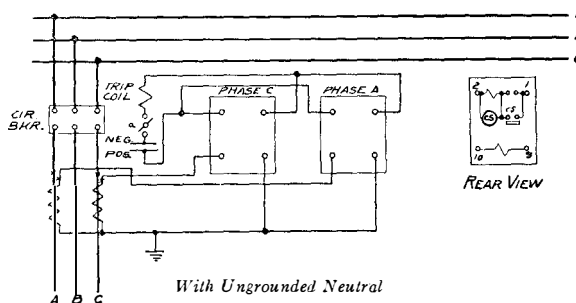 TRIP
COIL
PHASE C
PHASE A
CIR.
BKR.
a
NEG.
POS.
2
1
CS
CS
10
9
REAR VIEW
A B C
With Ungrounded Neutral